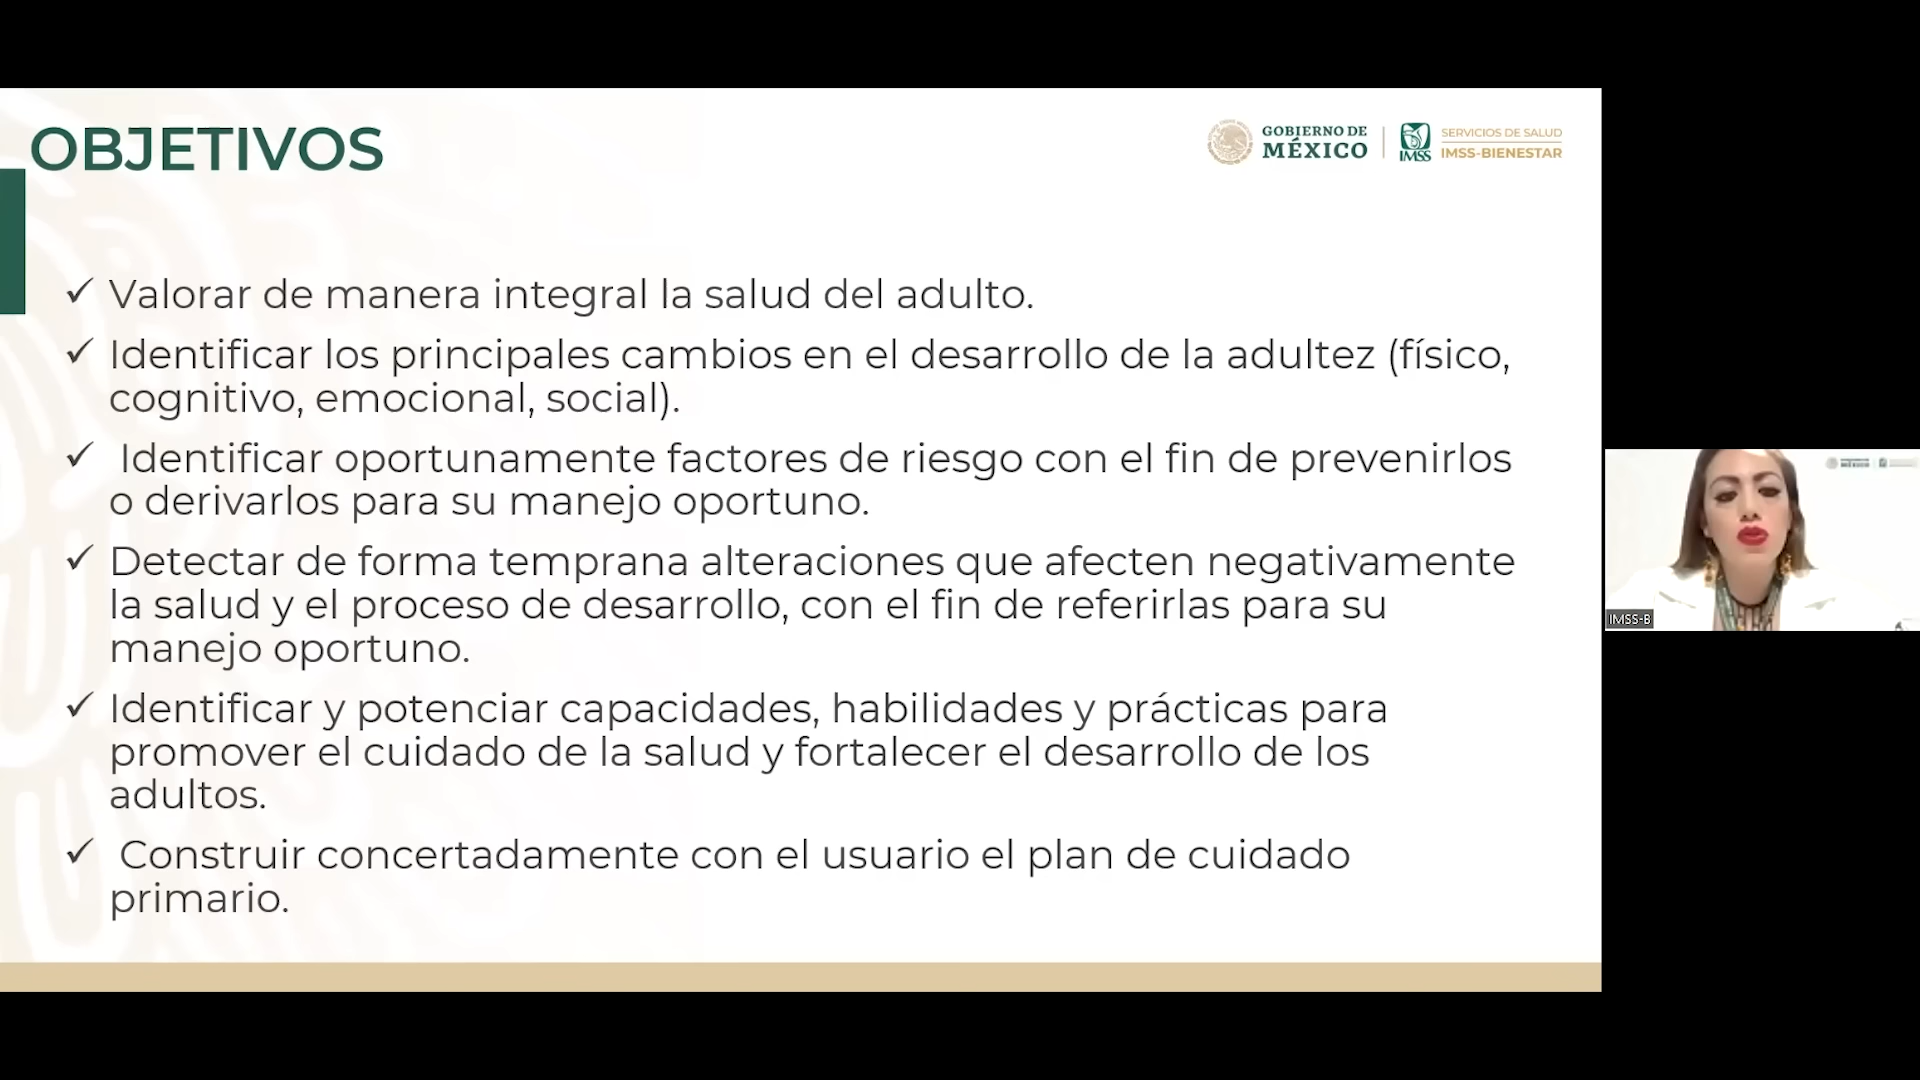 OBJETIVOS
GOBIERNO DE
MÉXICO
IMSS
SERVICIOS DE SALUD
IMSS-BIENESTAR
✓ Valorar de manera integral la salud del adulto.
✓ Identificar los principales cambios en el desarrollo de la adultez (físico,
cognitivo, emocional, social).
✓ Identificar oportunamente factores de riesgo con el fin de prevenirlos
o derivarlos para su manejo oportuno.
✓ Detectar de forma temprana alteraciones que afecten negativamente
la salud y el proceso de desarrollo, con el fin de referirlas para su
manejo oportuno.
✓ Identificar y potenciar capacidades, habilidades y prácticas para
promover el cuidado de la salud y fortalecer el desarrollo de los
adultos.
✓ Construir concertadamente con el usuario el plan de cuidado
primario.
IMSS-B